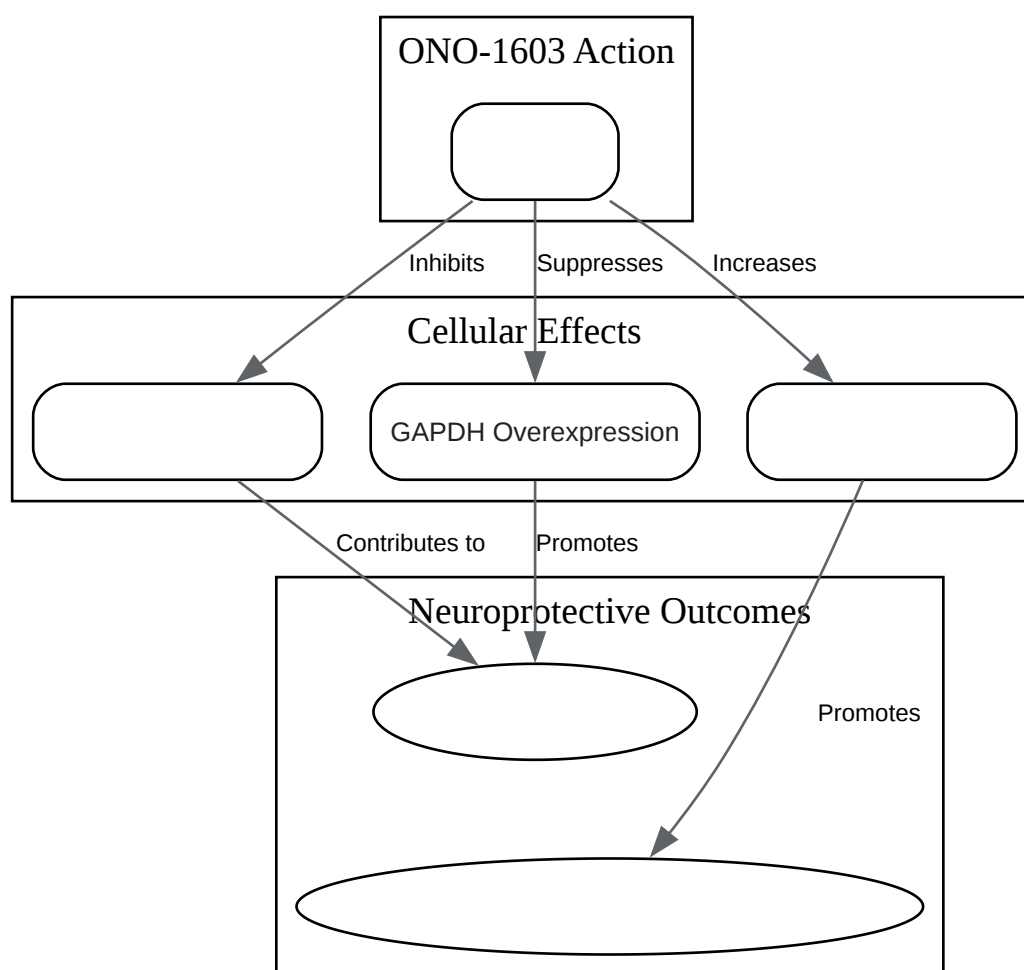 ONO-1603 Action
Inhibits
Suppresses
Increases
Cellular Effects
GAPDH Overexpression
Contributes to
Promotes
Neuroprotective Outcomes
Promotes